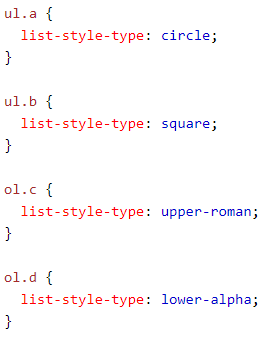 ul.a {
  list-style-type: circle;
}

ul.b {
  list-style-type: square;
}

ol.c {
  list-style-type: upper-roman;
}

ol.d {
  list-style-type: lower-alpha;
}